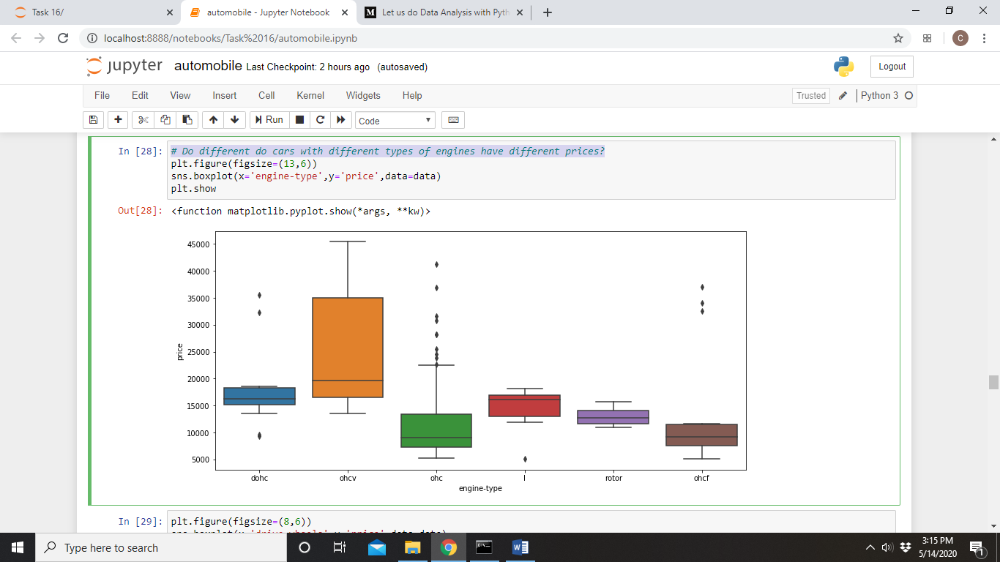 Task 16/
automobile - Jupyter Notebook
Let us do Data Analysis with Pyth
localhost:8888/notebooks/Task%2016/automobile.ipynb
C
jupyter automobile Last Checkpoint: 2 hours ago (autosaved)
Logout
File Edit View Insert Cell Kernel Widgets Help
Trusted Python 3
Run Code
In [28]: # Do different do cars with different types of engines have different prices?
plt.figure(figsize=(13,6))
sns.boxplot(x='engine-type',y='price',data=data)
plt.show
Out[28]: <function matplotlib.pyplot.show(*args, **kw)>
45000
40000
35000
30000
25000
20000
15000
10000
5000
price
dohc ohcv ohc l rotor ohcf
engine-type
In [29]: plt.figure(figsize=(8,6))
Type here to search
3:15 PM
5/14/2020
1